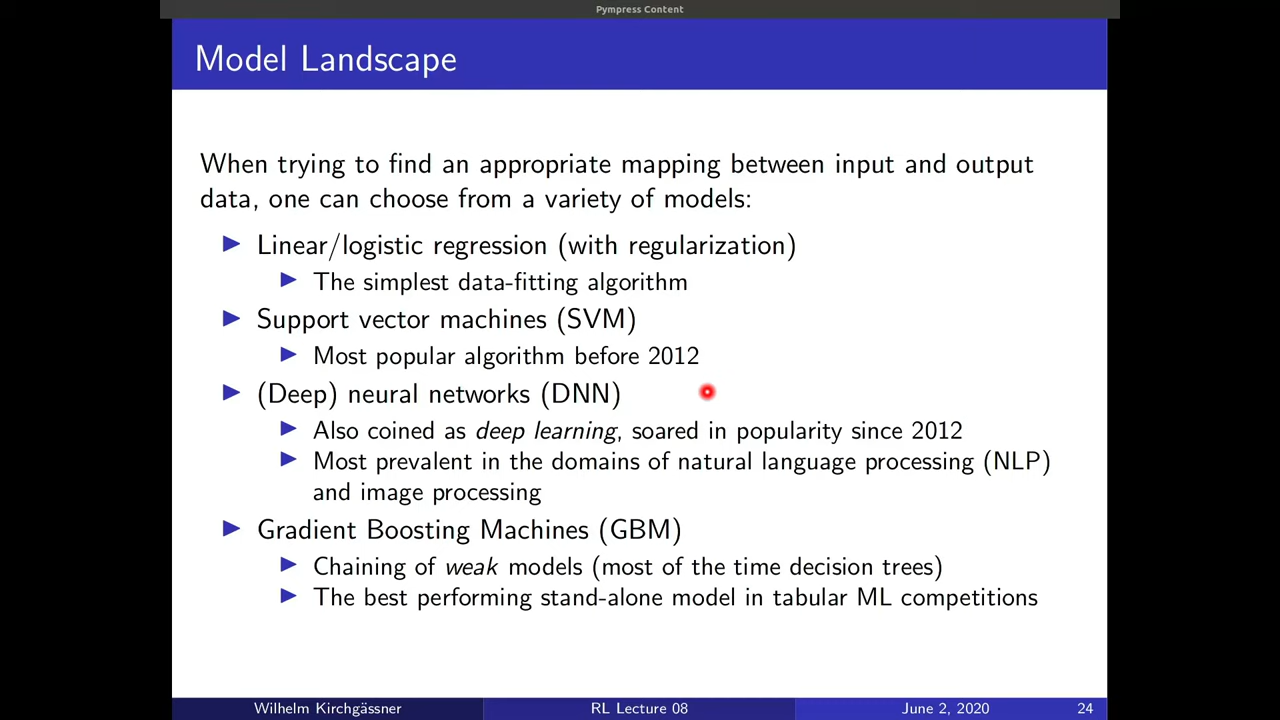 Pympress Content
Model Landscape
When trying to find an appropriate mapping between input and output
data, one can choose from a variety of models:
Linear/logistic regression (with regularization)
The simplest data-fitting algorithm
Support vector machines (SVM)
Most popular algorithm before 2012
(Deep) neural networks (DNN)
Also coined as deep learning, soared in popularity since 2012
Most prevalent in the domains of natural language processing (NLP)
and image processing
Gradient Boosting Machines (GBM)
Chaining of weak models (most of the time decision trees)
The best performing stand-alone model in tabular ML competitions
Wilhelm Kirchgässner RL Lecture 08 June 2, 2020 24